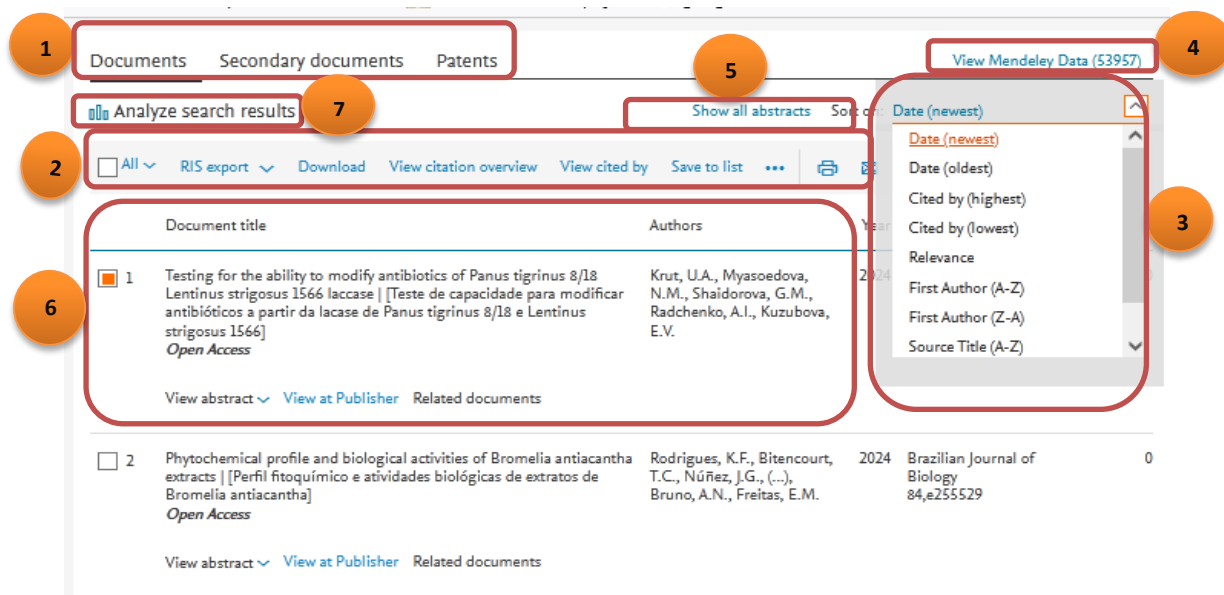 1
4
5
Documents Secondary documents Patents
View Mendeley Data (53957)
7
Analyze search results
Show all abstracts
Date (newest)
2
All RIS export Download View citation overview View cited by Save to list •••
Date (newest)
Date (oldest)
Cited by (highest)
Cited by (lowest)
Relevance
First Author (A-Z)
First Author (Z-A)
Source Title (A-Z)
3
Document title Authors
6
1 Testing for the ability to modify antibiotics of Panus tigrinus 8/18
Lentinus strigosus 1566 laccase | [Teste de capacidade para modificar
antibióticos a partir da lacase de Panus tigrinus 8/18 e Lentinus
strigosus 1566]
Open Access
Krut, U.A., Myasoedova,
N.M., Shaidorova, G.M.,
Radchenko, A.I., Kuzubova,
E.V.
2024
View abstract View at Publisher Related documents
2 Phytochemical profile and biological activities of Bromelia antiacantha
extracts | [Perfil fitoquímico e atividades biológicas de extratos de
Bromelia antiacantha]
Open Access
Rodrigues, K.F., Bitencourt,
T.C., Núñez, J.G., (...),
Bruno, A.N., Freitas, E.M.
2024
Brazilian Journal of
Biology
84,e255529
0
View abstract View at Publisher Related documents